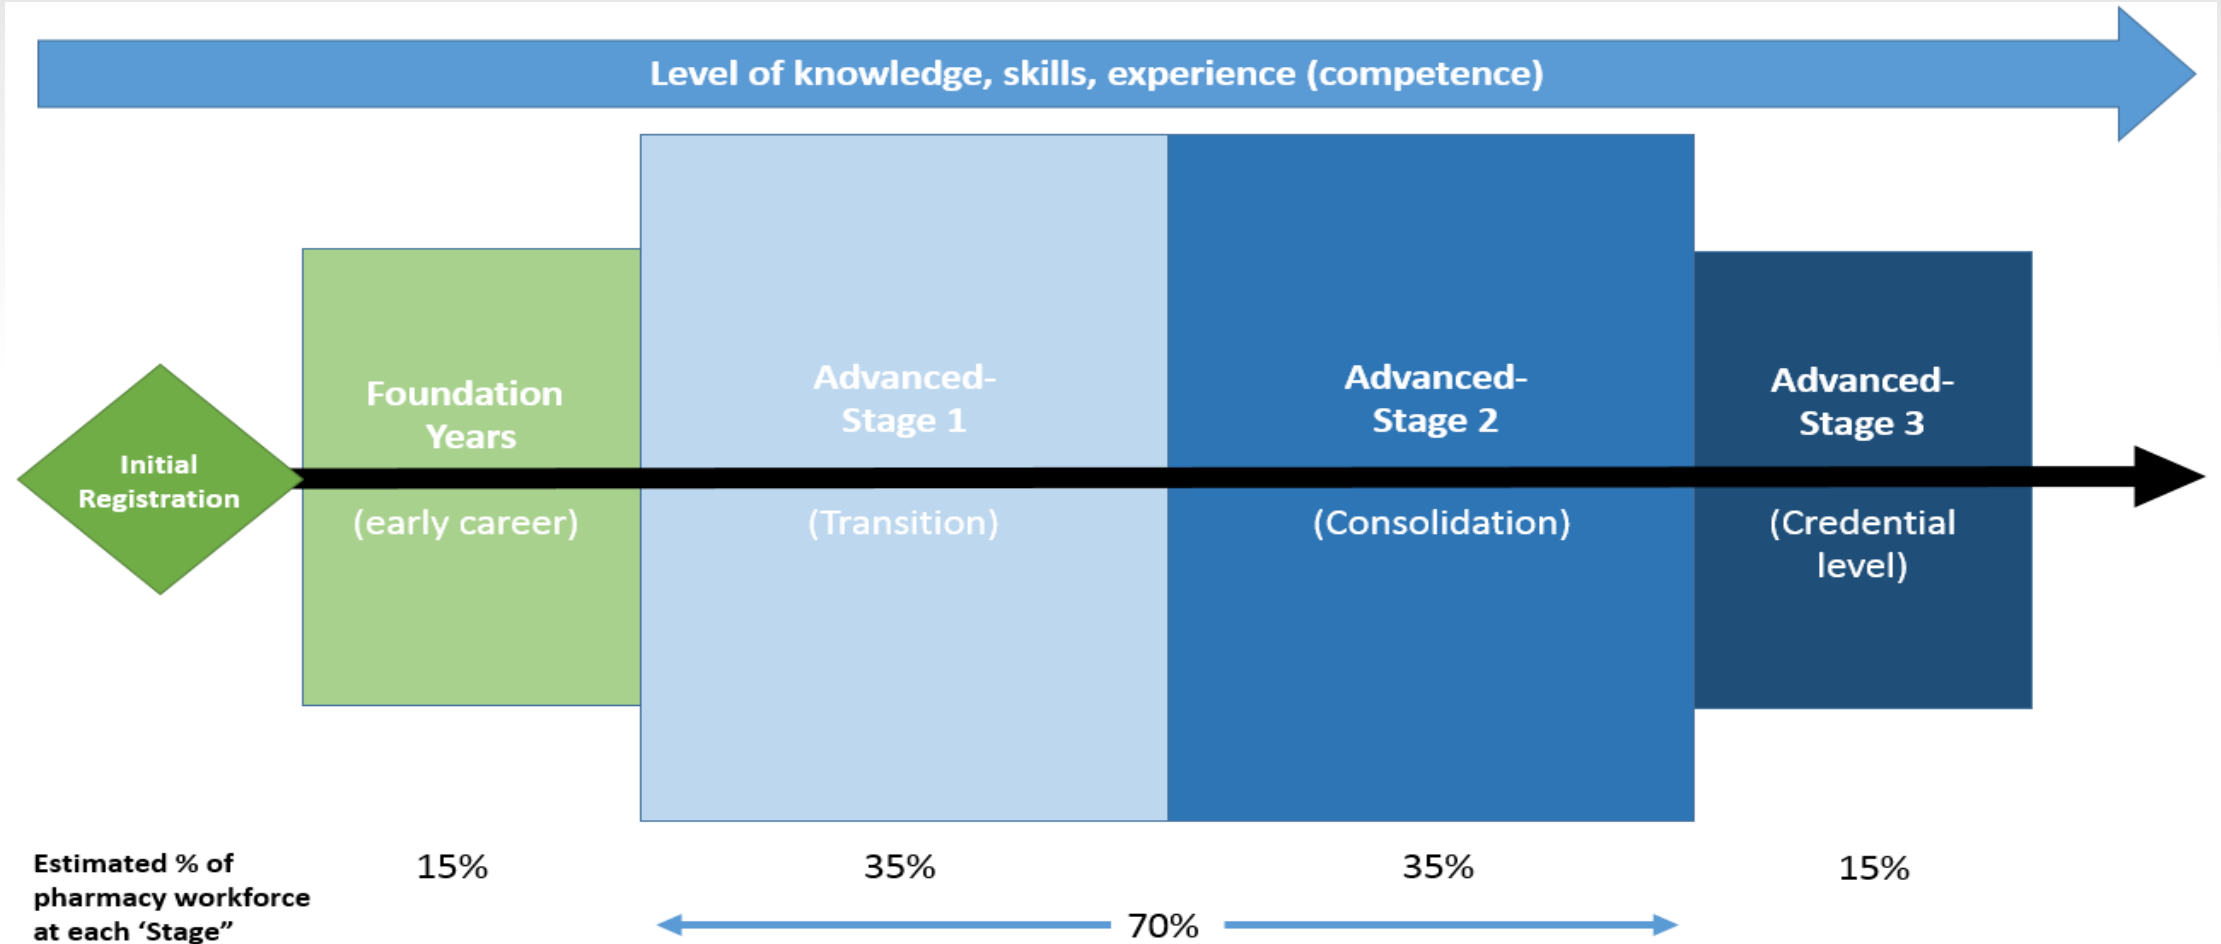 Level of knowledge, skills, experience (competence)
Initial
Registration
Foundation
Years
(early career)
Advanced-
Stage 1
(Transition)
Advanced-
Stage 2
(Consolidation)
Advanced-
Stage 3
(Credential
level)
Estimated % of
pharmacy workforce
at each ‘Stage”
15%
35%
35%
15%
70%